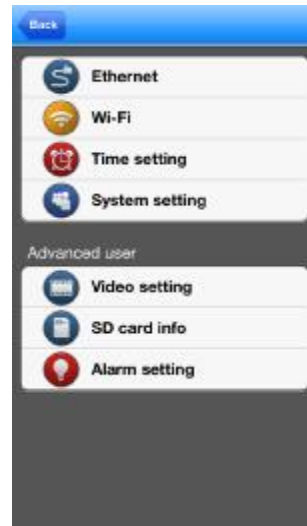 Back
Ethernet
Wi-Fi
Time setting
System setting
Advanced user
Video setting
SD card info
Alarm setting